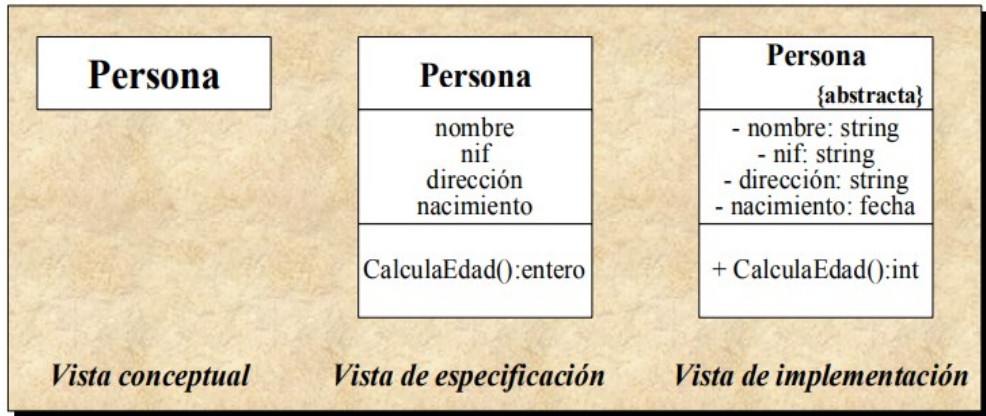 Persona
Vista conceptual
Persona
nombre
nif
dirección
nacimiento
CalculaEdad():entero
Vista de especificación
Persona
{abstracta}
- nombre: string
- nif: string
- dirección: string
- nacimiento: fecha
+ CalculaEdad():int
Vista de implementación